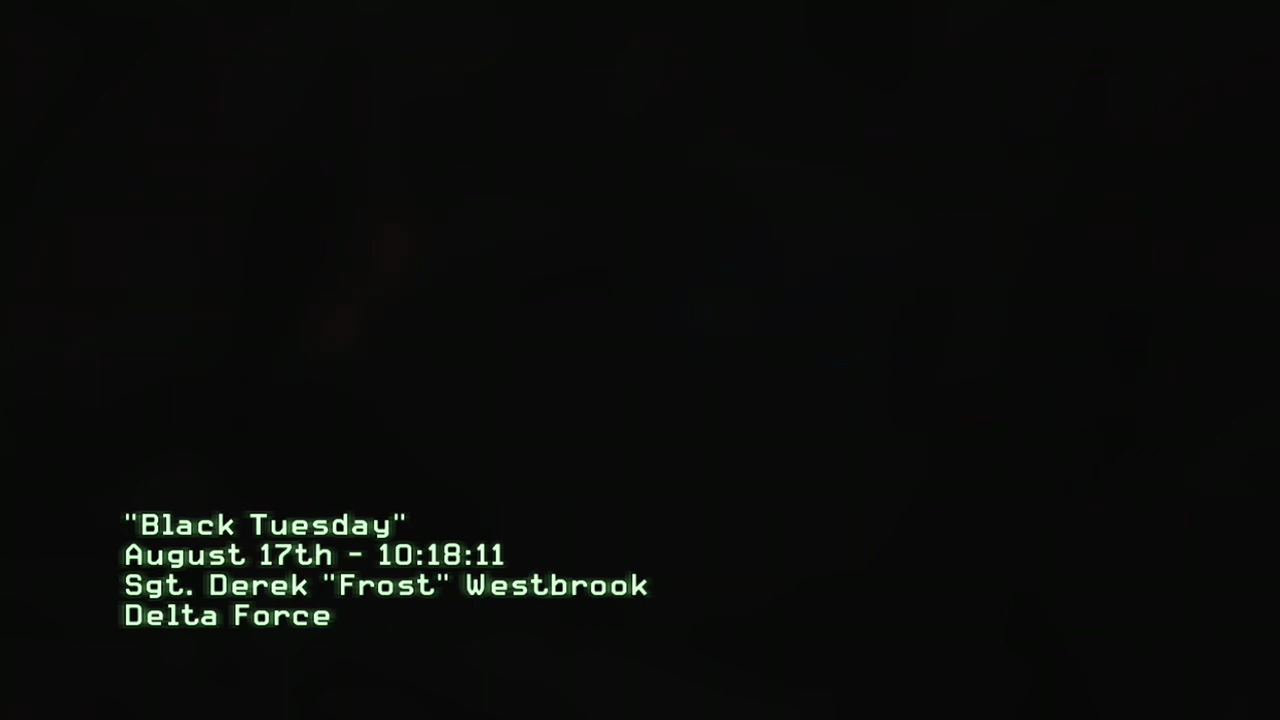 "Black Tuesday"
August 17th - 10:18:11
Sgt. Derek "Frost" Westbrook
Delta Force